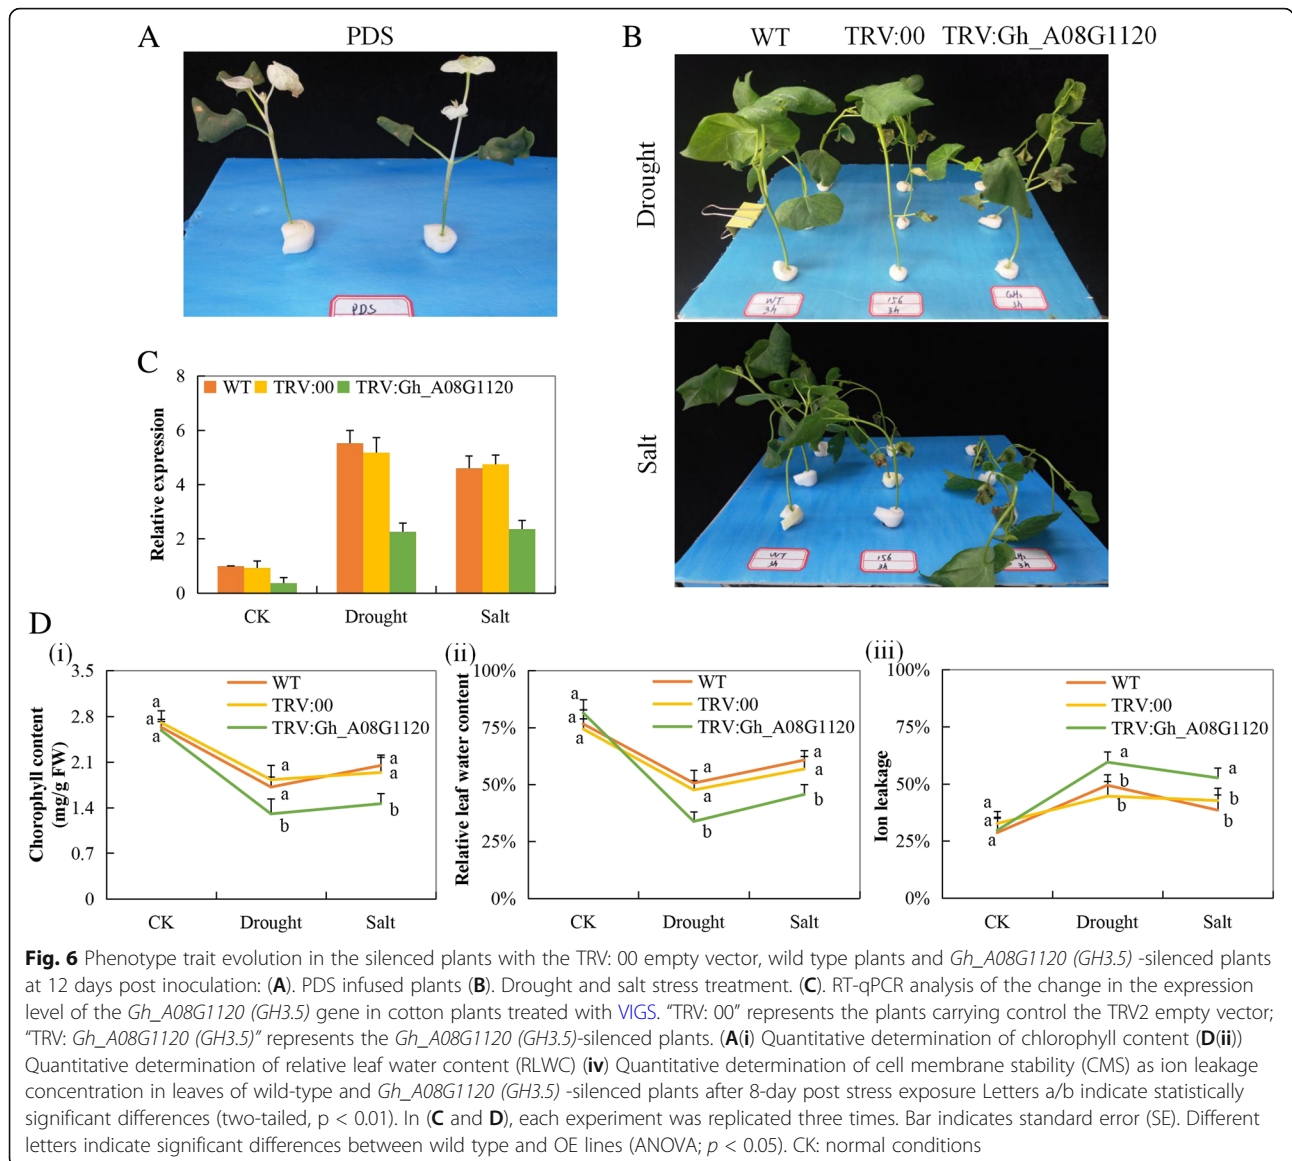 A
PDS
PDS
B
WT TRV:00 TRV:Gh_A08G1120
Drought
WT 3h
156 3h
GH3 3h
Salt
WT 3h
156 3h
3h
C
Relative expression
8
6
4
2
0
WT TRV:00 TRV:Gh_A08G1120
CK Drought Salt
D
(i)
Chorophyll content
(mg/g FW)
3.5
2.8
2.1
1.4
0.7
0
WT
TRV:00
TRV:Gh_A08G1120
a
a
a
a
a
b
a
a
b
CK Drought Salt
(ii)
Relative leaf water content
100%
75%
50%
25%
0%
WT
TRV:00
TRV:Gh_A08G1120
a
a
a
a
a
b
a
a
b
CK Drought Salt
(iii)
Ion leakage
100%
75%
50%
25%
0%
WT
TRV:00
TRV:Gh_A08G1120
a
a
a
a
b
b
a
b
b
CK Drought Salt
Fig. 6 Phenotype trait evolution in the silenced plants with the TRV: 00 empty vector, wild type plants and Gh_A08G1120 (GH3.5) -silenced plants
at 12 days post inoculation: (A). PDS infused plants (B). Drought and salt stress treatment. (C). RT-qPCR analysis of the change in the expression
level of the Gh_A08G1120 (GH3.5) gene in cotton plants treated with VIGS. “TRV: 00” represents the plants carrying control the TRV2 empty vector;
“TRV: Gh_A08G1120 (GH3.5)” represents the Gh_A08G1120 (GH3.5)-silenced plants. (A(i) Quantitative determination of chlorophyll content (D(ii))
Quantitative determination of relative leaf water content (RLWC) (iv) Quantitative determination of cell membrane stability (CMS) as ion leakage
concentration in leaves of wild-type and Gh_A08G1120 (GH3.5) -silenced plants after 8-day post stress exposure Letters a/b indicate statistically
significant differences (two-tailed, p < 0.01). In (C and D), each experiment was replicated three times. Bar indicates standard error (SE). Different
letters indicate significant differences between wild type and OE lines (ANOVA; p < 0.05). CK: normal conditions